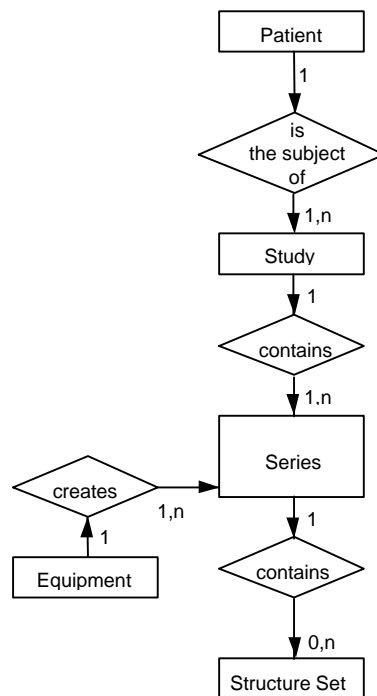 Patient
1
is
the subject
of
1,n
Study
1
contains
1,n
Series
creates
1,n
1
1
Equipment
contains
0,n
Structure Set